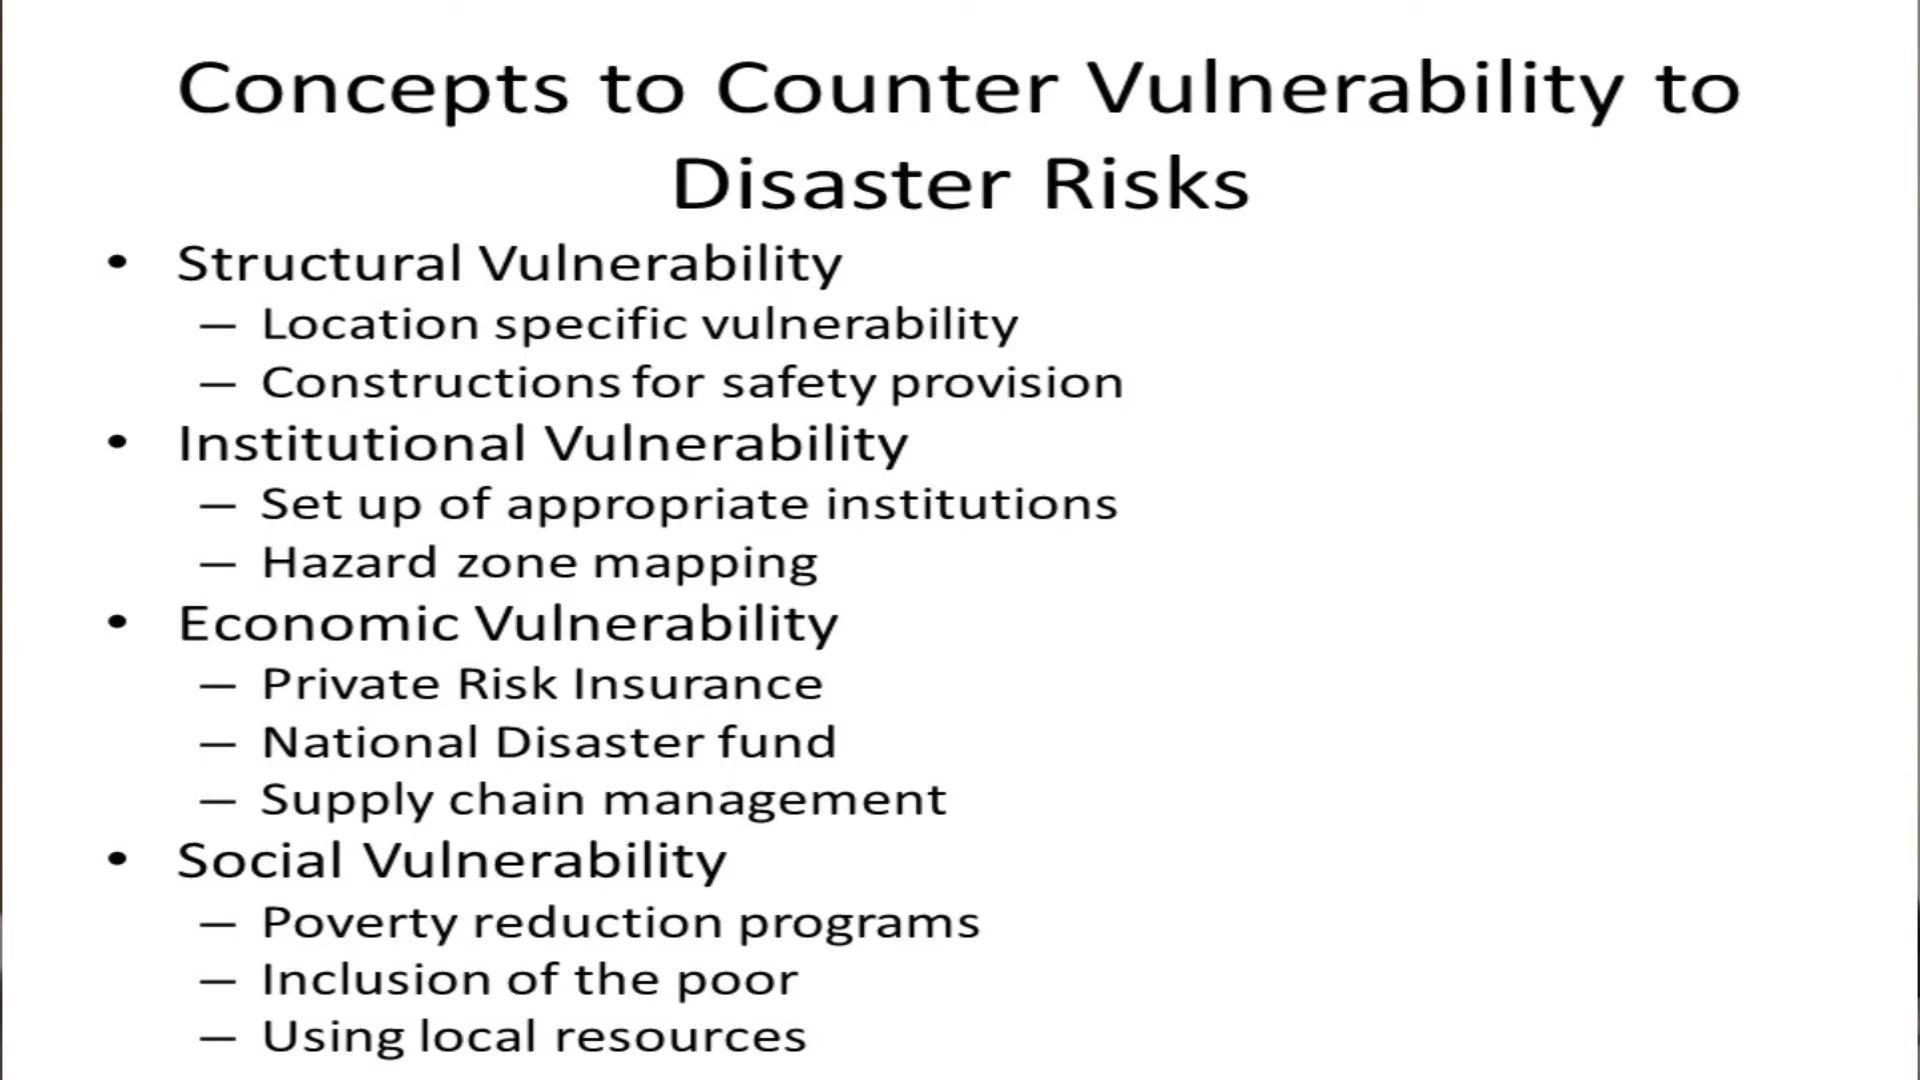 Concepts to Counter Vulnerability to
Disaster Risks
• Structural Vulnerability
– Location specific vulnerability
– Constructions for safety provision
• Institutional Vulnerability
– Set up of appropriate institutions
– Hazard zone mapping
• Economic Vulnerability
– Private Risk Insurance
– National Disaster fund
– Supply chain management
• Social Vulnerability
– Poverty reduction programs
– Inclusion of the poor
– Using local resources